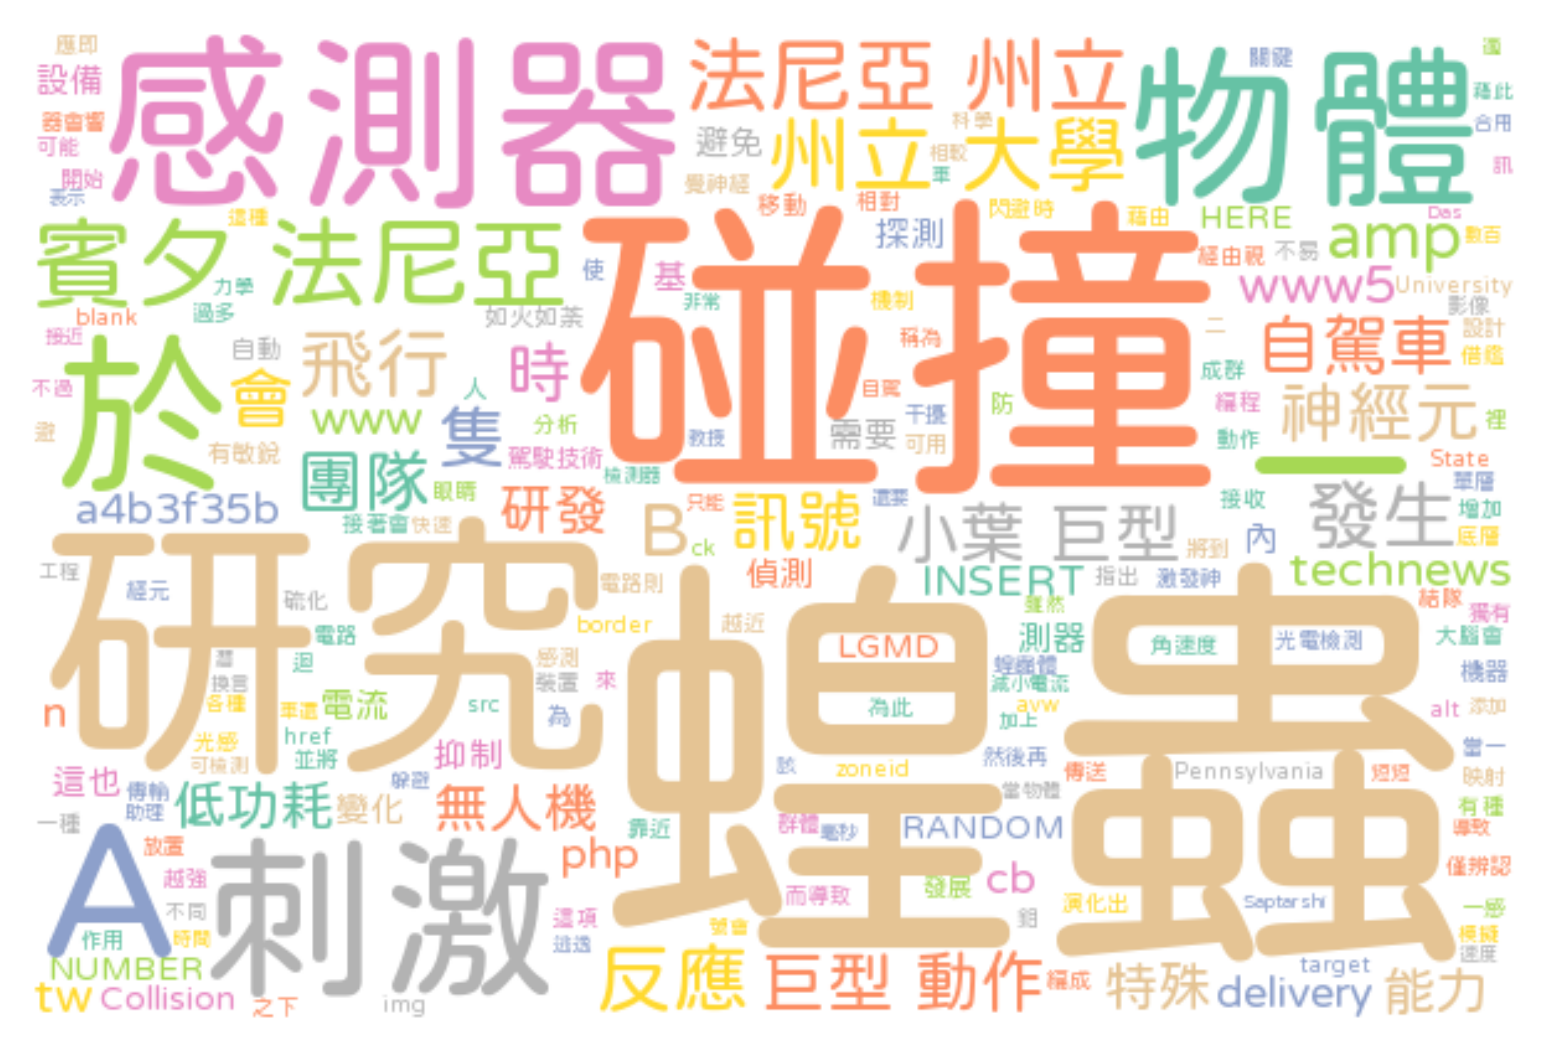 應即
設備
器會響
可能
開始
表示
感測器
法尼亞 州立
避免
州立大學
科學
相較
車
覺神經
物體
關鍵
還
藉此
合用
訊
賓夕 法尼亞
這種
力學
過多
blank
接近
移動
相對
閃避時
藉由
探測
HERE
amp
Das
數百
經由視
不易
www5
University
影像
使
基
非常
碰撞
機制
稱為
二
自駕車
設計
借鑑
如火如荼
自動
飛行
時
不過
於
會
www
人
分析
隻
自駕
干擾
防
成群
編程
神經元
裡
動作
需要
可用
教授
避
有敏銳
團隊
眼睛
駕駛技術
檢測器
一
State
單層
增加
底層
a4b3f35b
接著會
快速
研發
B
ck
只能
訊號
還要
小葉 巨型
將到
接收
內
發生
technews
偵測
INSERT
指出
激發神
結隊
獨有
大腦會
機器
研究
工程
經元
硫化
電路
迴
換言
各種
電路則
border
越近
感測
裝置
來
蝗蟲
LGMD
雖然
測器
蝗蟲體
減小電流
avw
加上
為此
角速度
光電檢測
n
車還
電流
src
為
光感
href
可檢測
並將
抑制
躲避
該
zoneid
然後再
傳送
Pennsylvania
短短
alt
添加
當一
映射
有種
導致
僅辨認
這也
傳輸
助理
低功耗
變化
無人機
靠近
群體
毫秒
當物體
RANDOM
一種
A
放置
越強
不同
作用
時間
刺激
php
這項
逃逸
而導致
發展
cb
號會
鉬
演化出
Saptarshi
一感
模擬
速度
NUMBER
tw
Collision
之下
img
反應
巨型 動作
編成
特殊
delivery
target
能力